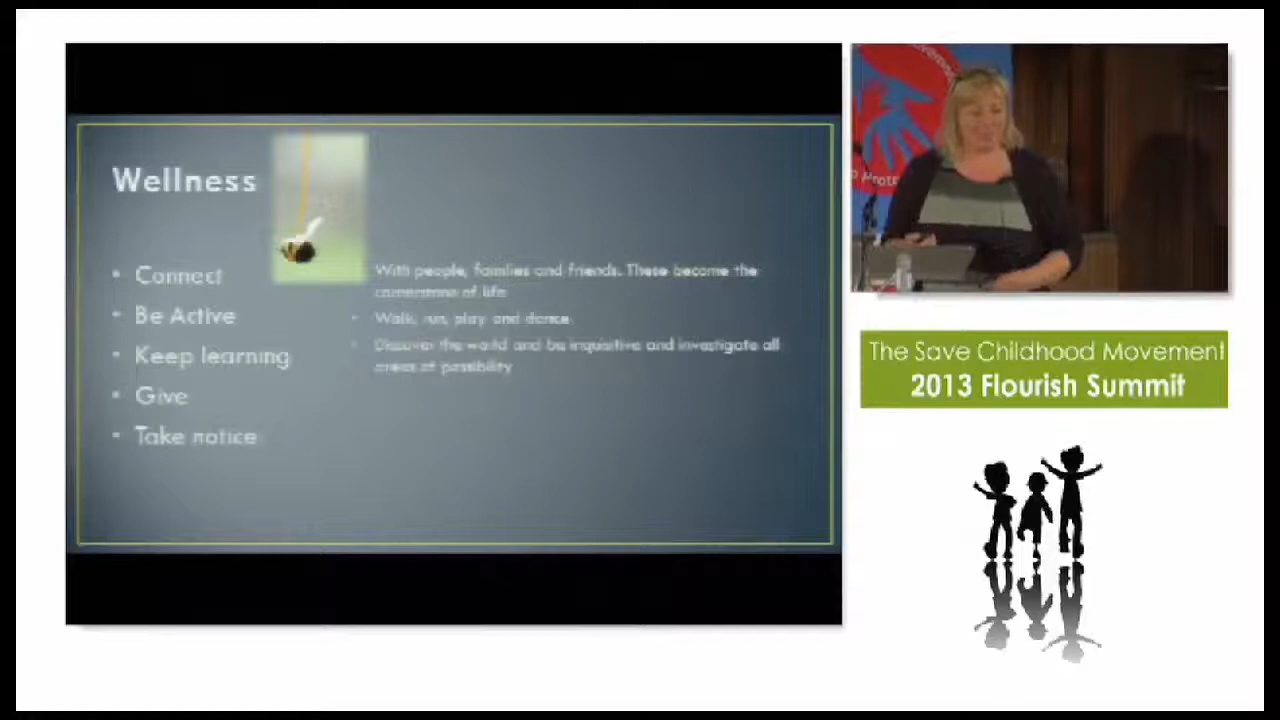 Wellness
• Connect
• Be Active
• Keep learning
• Give
• Take notice
With people, families and friends. These become the
cornerstone of life
• Walk, run, play and dance.
• Discover the world and be inquisitive and investigate all
areas of possibility
The Save Childhood Movement
2013 Flourish Summit